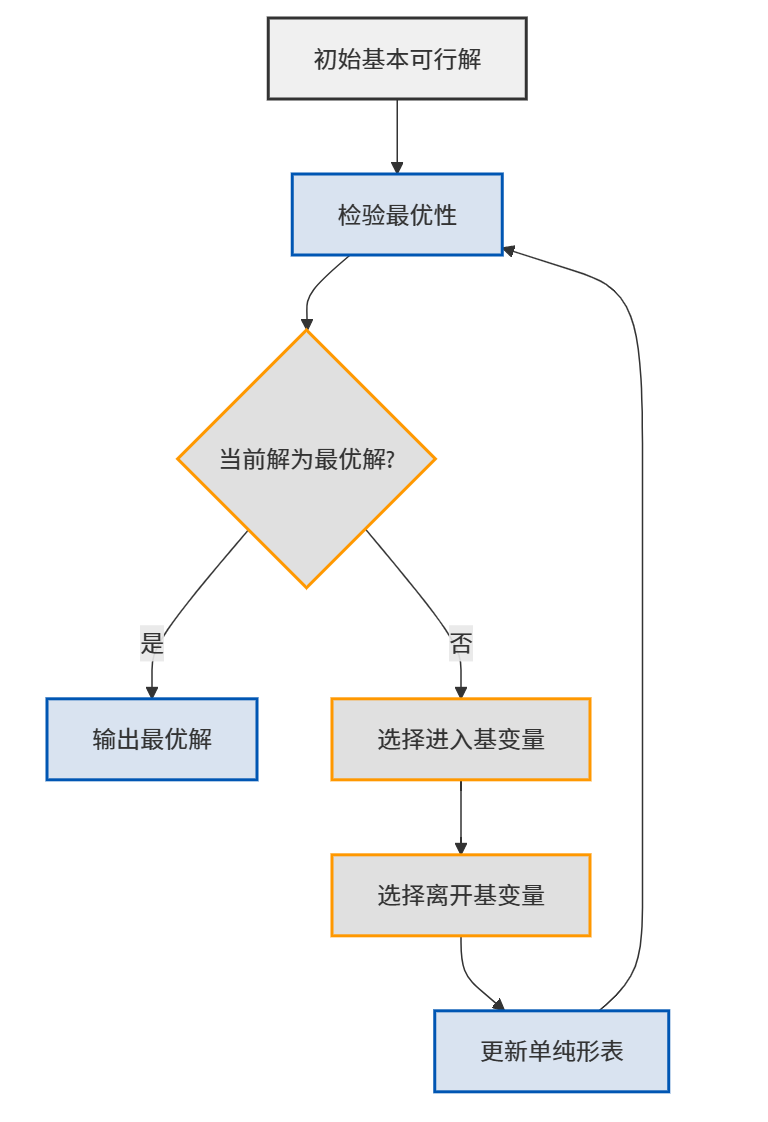 初始基本可行解
检验最优性
当前解为最优解?
是
否
输出最优解
选择进入基变量
选择离开基变量
更新单纯形表